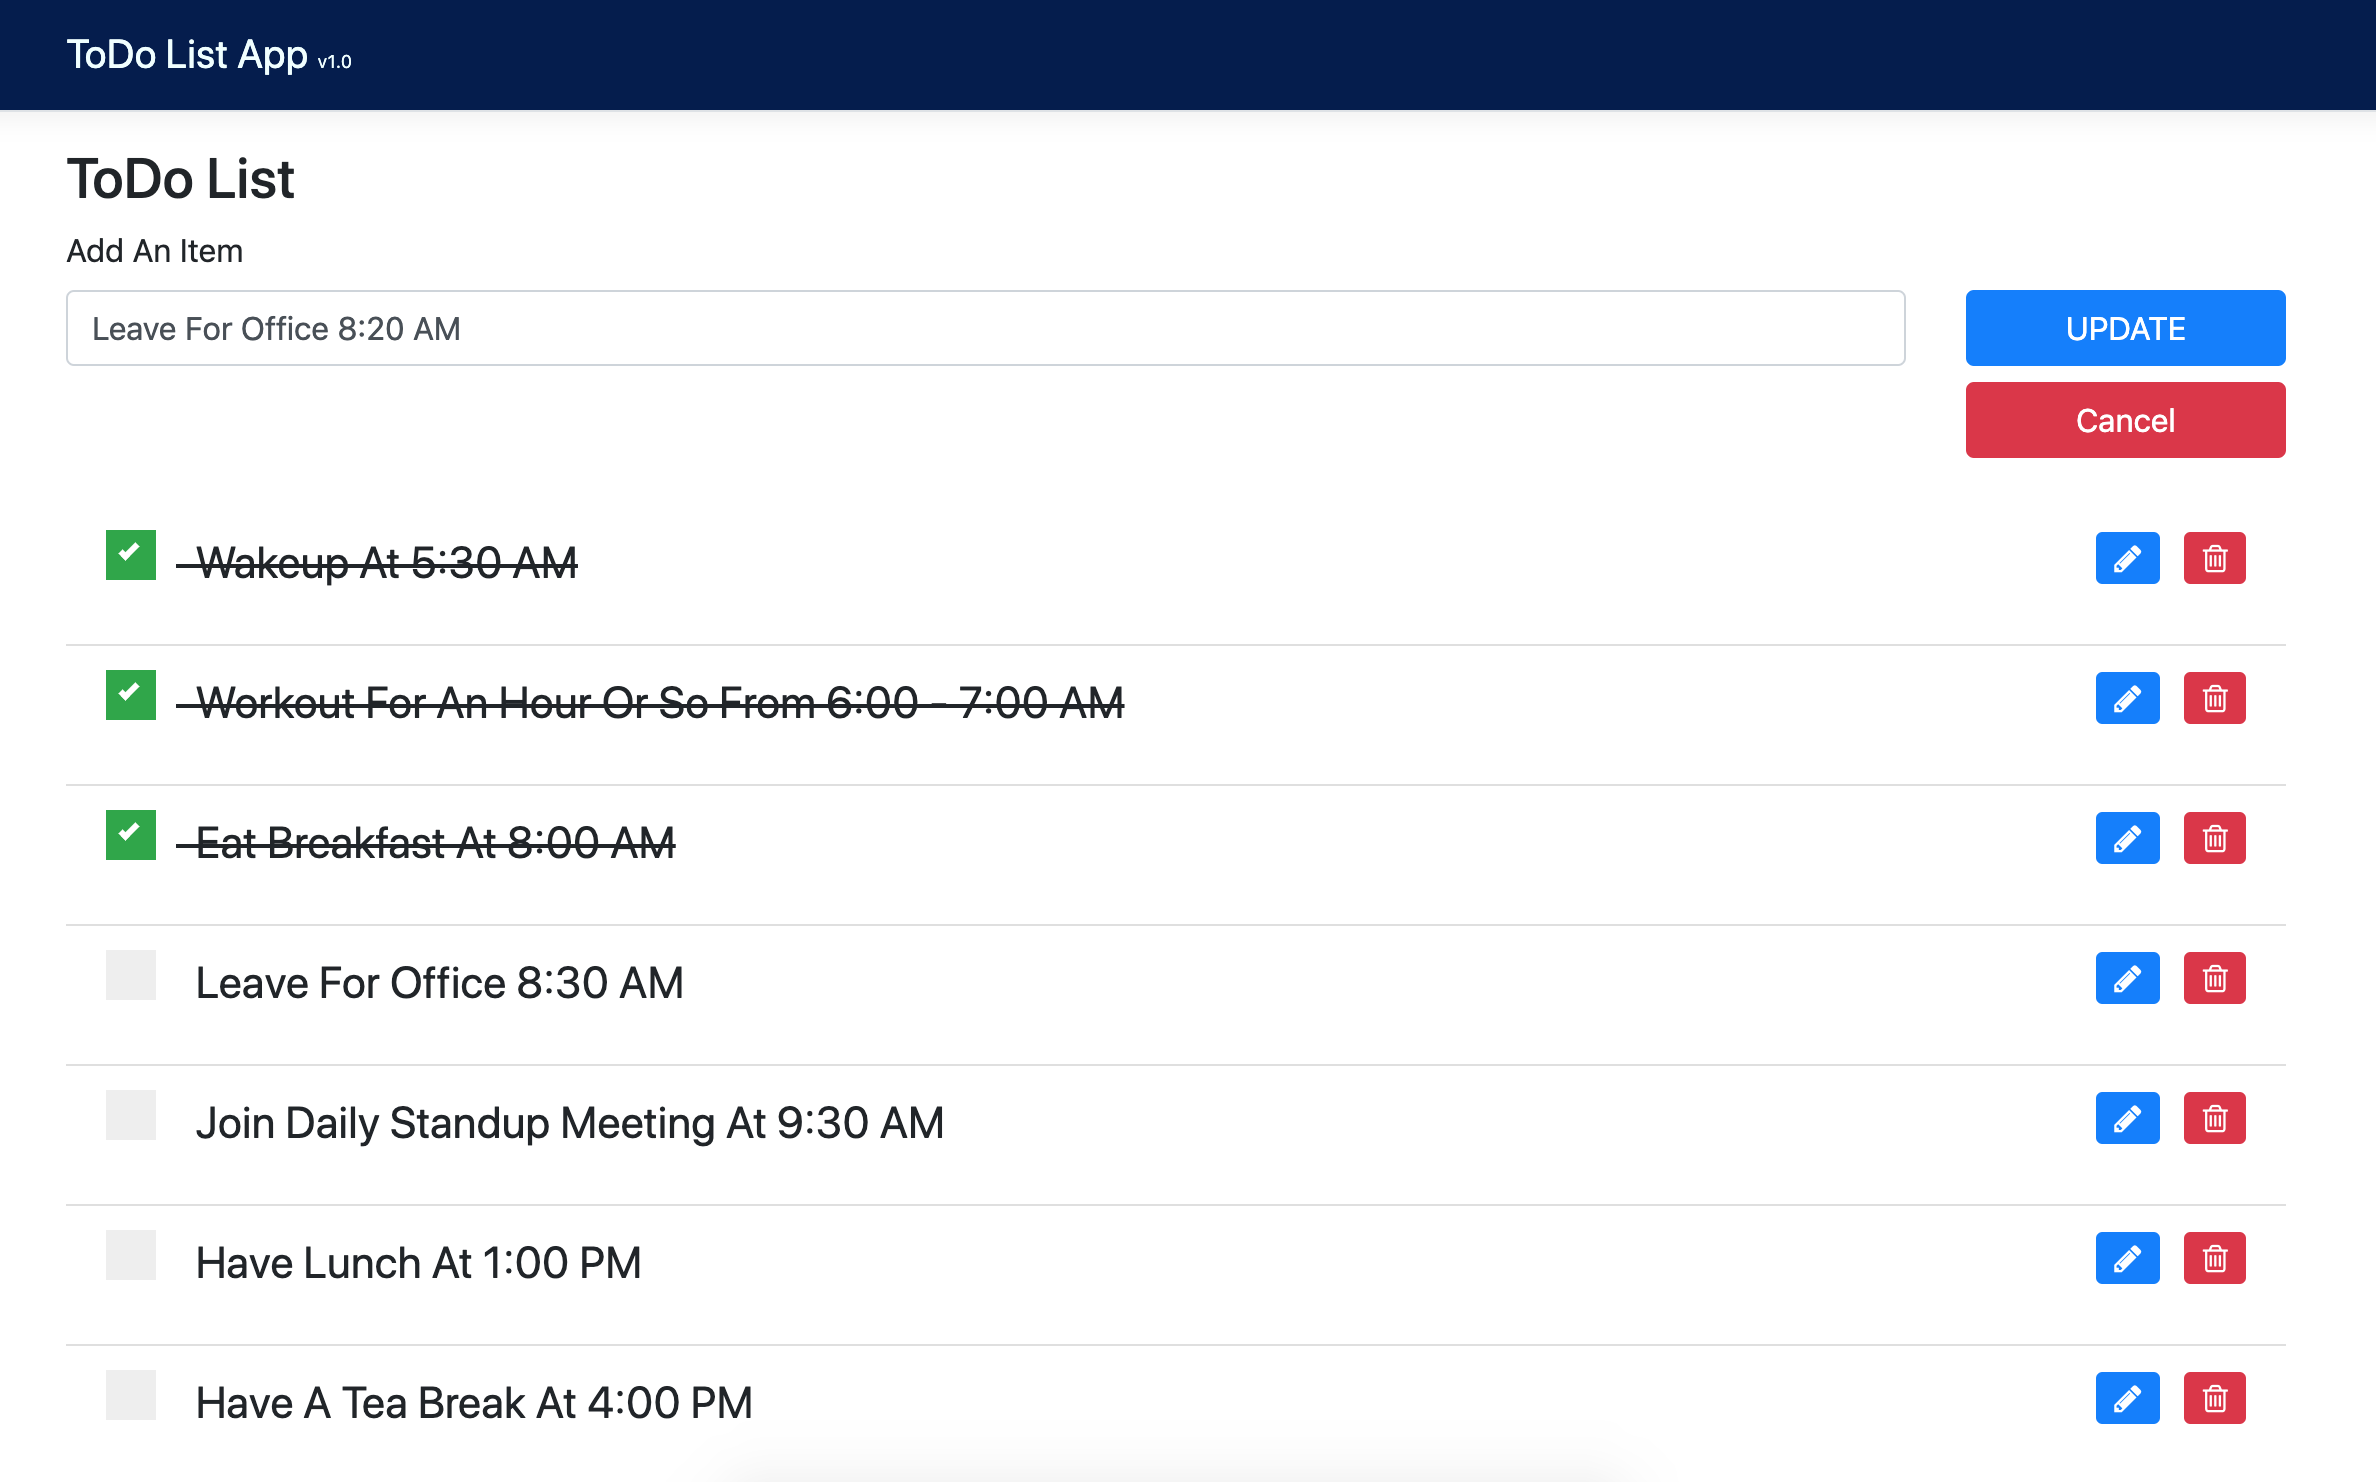 ToDo List App v1.0
ToDo List
Add An Item
Leave For Office 8:20 AM
UPDATE
Cancel
Wakeup At 5:30 AM
Workout For An Hour Or So From 6:00 - 7:00 AM
Eat Breakfast At 8:00 AM
Leave For Office 8:30 AM
Join Daily Standup Meeting At 9:30 AM
Have Lunch At 1:00 PM
Have A Tea Break At 4:00 PM